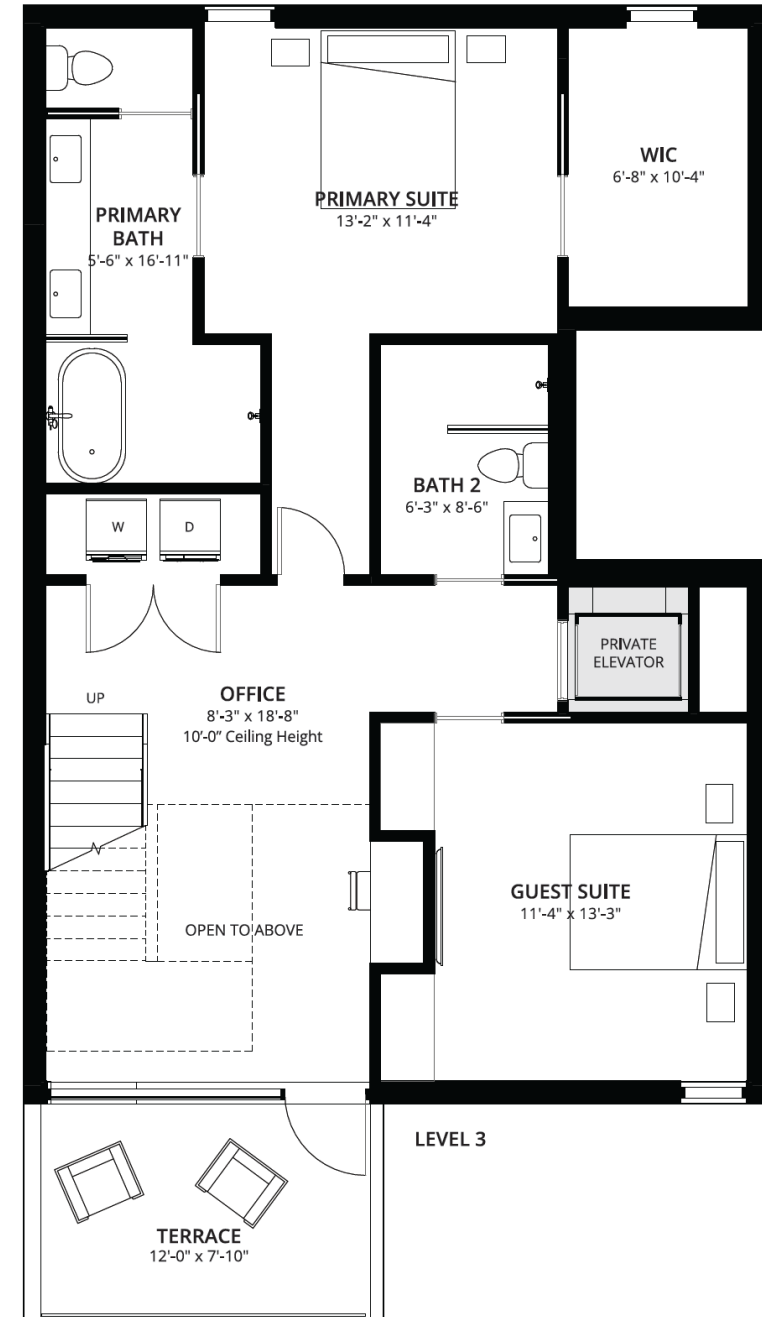 WIC
6'-8" x 10'-4"
PRIMARY SUITE
13'-2" x 11'-4"
PRIMARY
BATH
5'-6" x 16'-11"
BATH 2
6'-3" x 8'-6"
W
D
PRIVATE
ELEVATOR
UP
OFFICE
8'-3" x 18'-8"
10'-0" Ceiling Height
GUEST SUITE
11'-4" x 13'-3"
OPEN TO ABOVE
LEVEL 3
TERRACE
12'-0" x 7'-10"